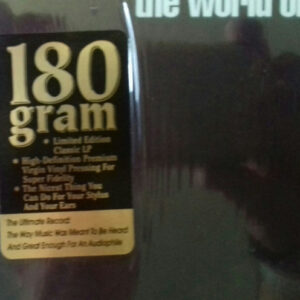 the world of
180
gram
• Limited Edition
Classic LP
• High-Definition Premium
Virgin Vinyl Pressing For
Super Fidelity
• The Nicest Thing You
Can Do For Your Stylus
And Your Ears
The Ultimate Record
The Way Music Was Meant To Be Heard
And Great Enough For An Audiophile